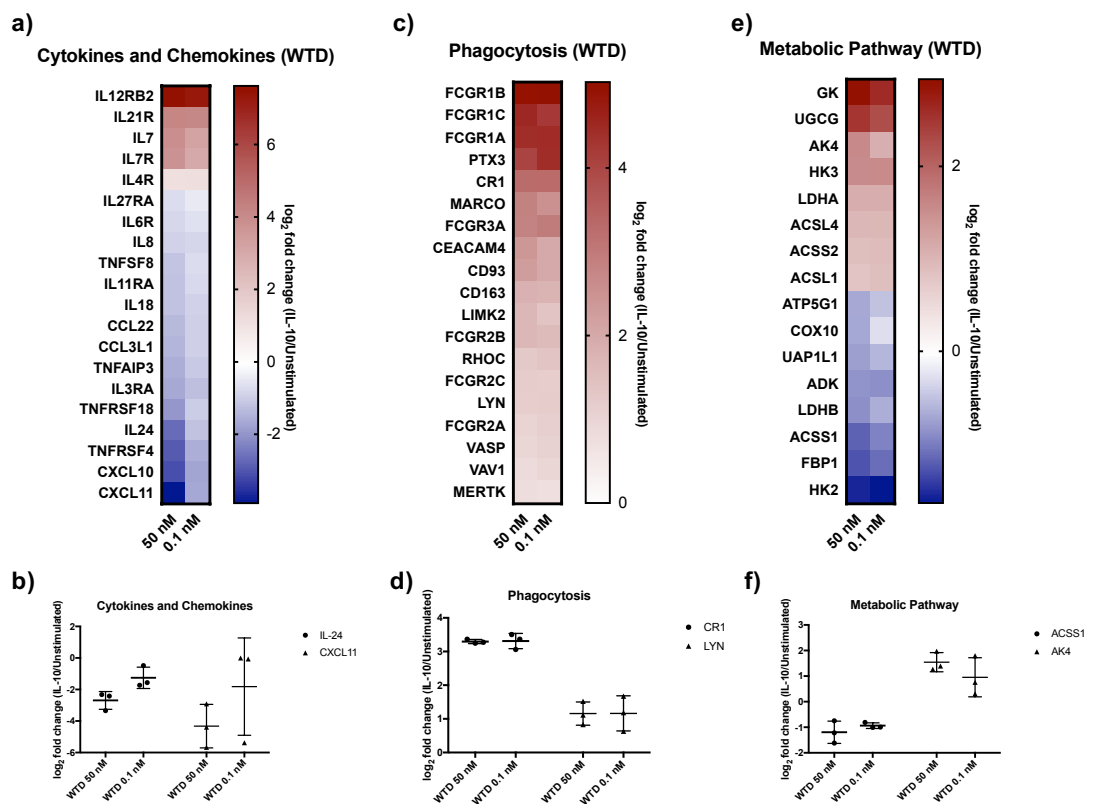 a)
Cytokines and Chemokines (WTD)
IL12RB2
IL21R
IL7
IL7R
IL4R
IL27RA
IL6R
IL8
TNFSF8
IL11RA
IL18
CCL22
CCL3L1
TNFAIP3
IL3RA
TNFRSF18
IL24
TNFRSF4
CXCL10
CXCL11
50 nM
0.1 nM
6
4
2
0
-2
log2 fold change (IL-10/Unstimulated)
c)
Phagocytosis (WTD)
FCGR1B
FCGR1C
FCGR1A
PTX3
CR1
MARCO
FCGR3A
CEACAM4
CD93
CD163
LIMK2
FCGR2B
RHOC
FCGR2C
LYN
FCGR2A
VASP
VAV1
MERTK
50 nM
0.1 nM
4
2
0
log2 fold change (IL-10/Unstimulated)
e)
Metabolic Pathway (WTD)
GK
UGCG
AK4
HK3
LDHA
ACSL4
ACSS2
ACSL1
ATP5G1
COX10
UAP1L1
ADK
LDHB
ACSS1
FBP1
HK2
50 nM
0.1 nM
2
0
log2 fold change (IL-10/Unstimulated)
b)
Cytokines and Chemokines
log2 fold change (IL-10/Unstimulated)
2
0
-2
-4
-6
WTD 50 nM
WTD 0.1 nM
WTD 50 nM
WTD 0.1 nM
IL-24
CXCL11
d)
Phagocytosis
log2 fold change (IL-10/Unstimulated)
4
3
2
1
0
WTD 50 nM
WTD 0.1 nM
WTD 50 nM
WTD 0.1 nM
CR1
LYN
f)
Metabolic Pathway
log2 fold change (IL-10/Unstimulated)
3
2
1
0
-1
-2
WTD 50 nM
WTD 0.1 nM
WTD 50 nM
WTD 0.1 nM
ACSS1
AK4